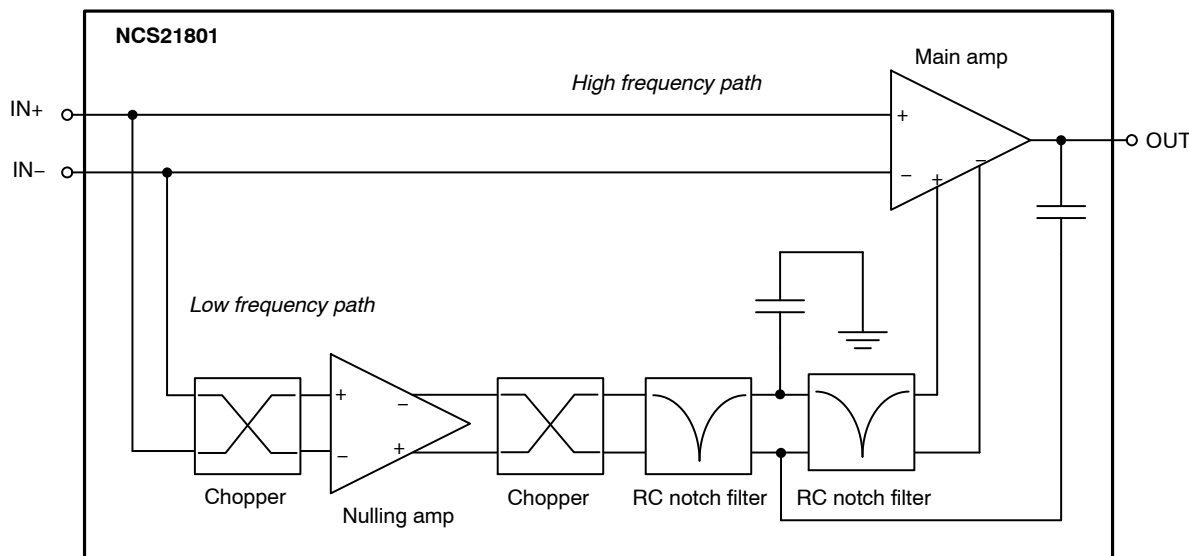 NCS21801
Main amp
High frequency path
IN+
+
OUT
IN−
−
+
−
Low frequency path
+
−
−
+
Chopper
Chopper
RC notch filter
RC notch filter
Nulling amp